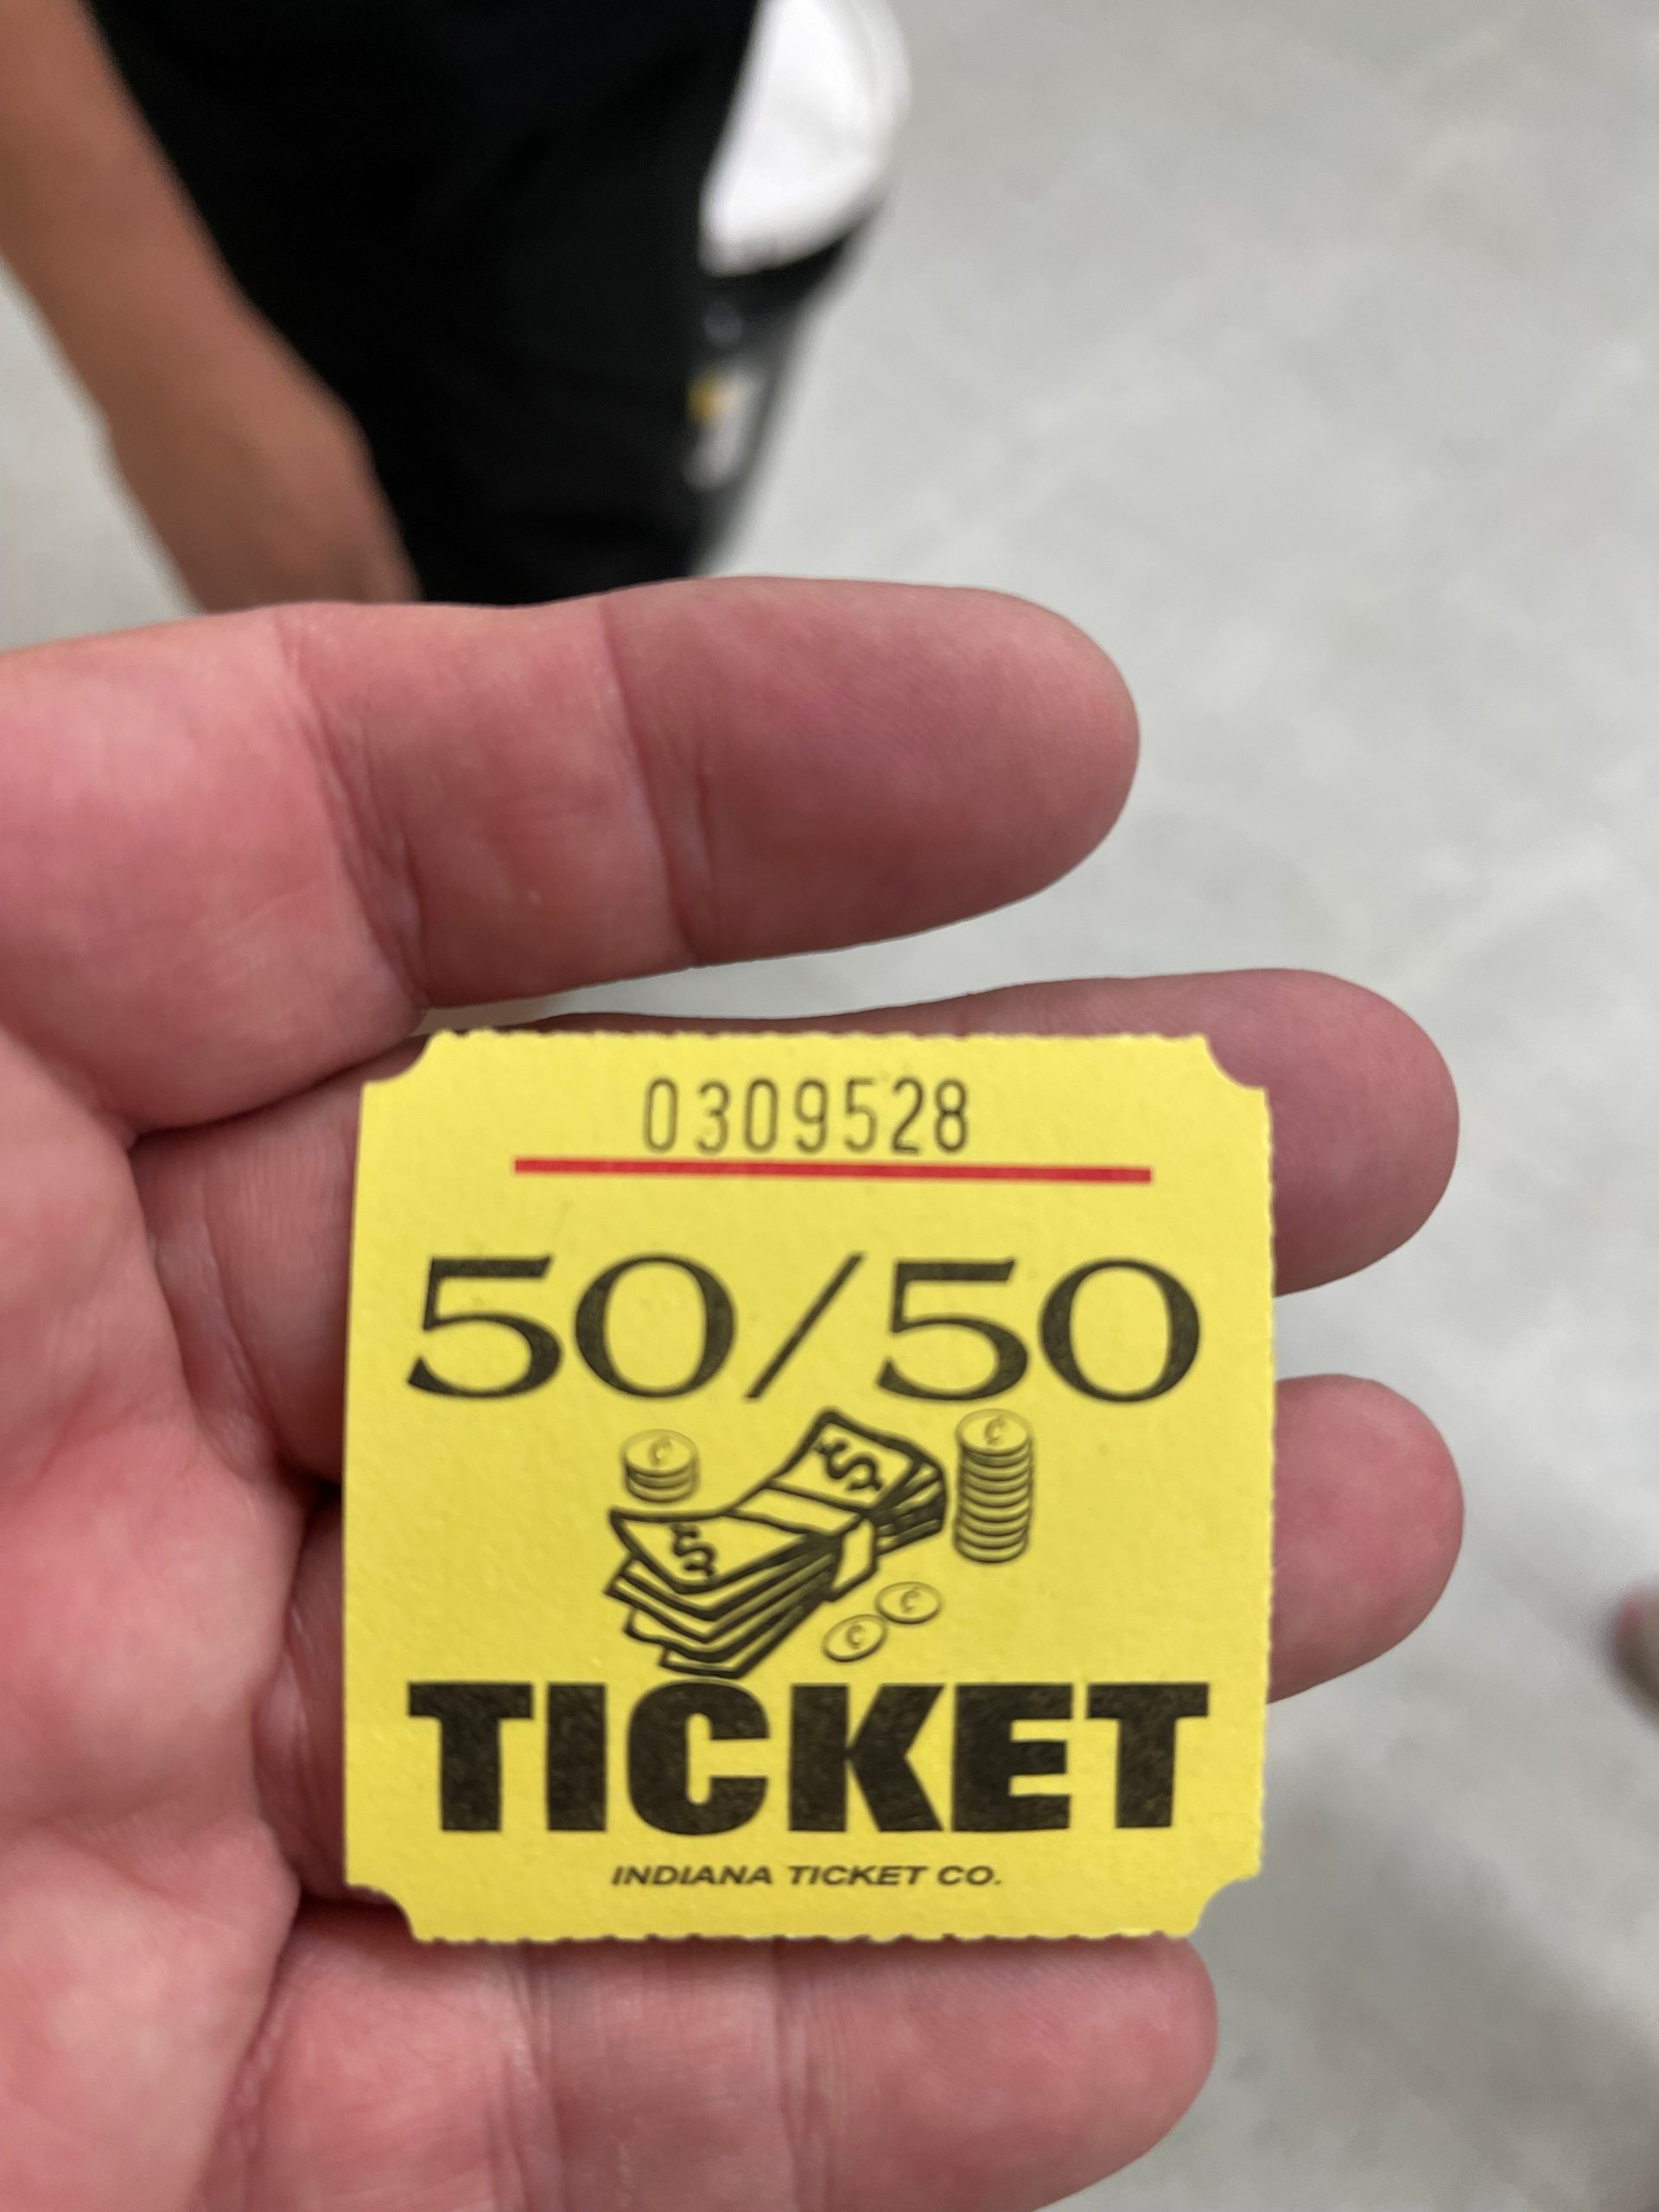 0309528
50/50
TICKET
INDIANA TICKET CO.